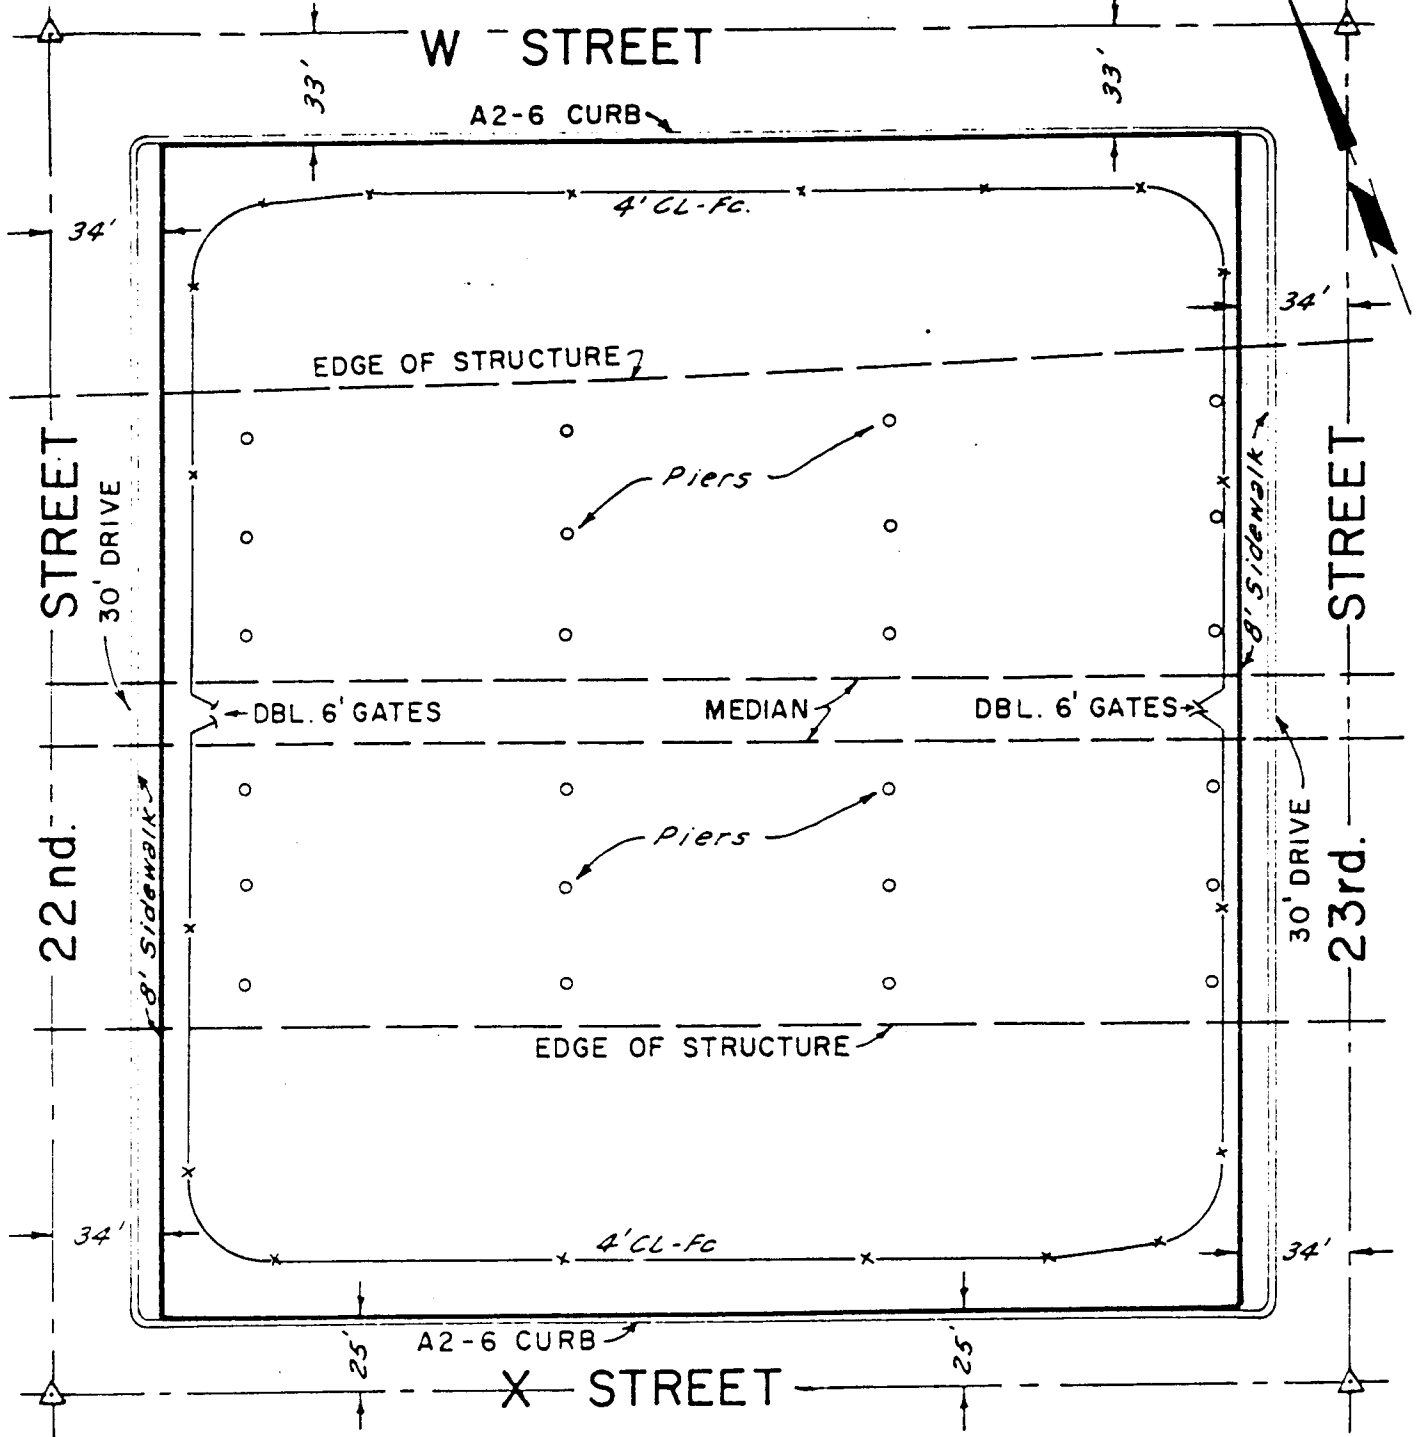 W STREET
33'
33'
A2-6 CURB
4' CL-Fc.
34'
34'
EDGE OF STRUCTURE
Piers
STREET
30' DRIVE
8' Sidewalk
STREET
DBL. 6' GATES
MEDIAN
DBL. 6' GATES
Piers
22nd.
8' Sidewalk
30' DRIVE
23rd.
EDGE OF STRUCTURE
34'
4' CL-Fc
34'
A2-6 CURB
25'
25'
X STREET